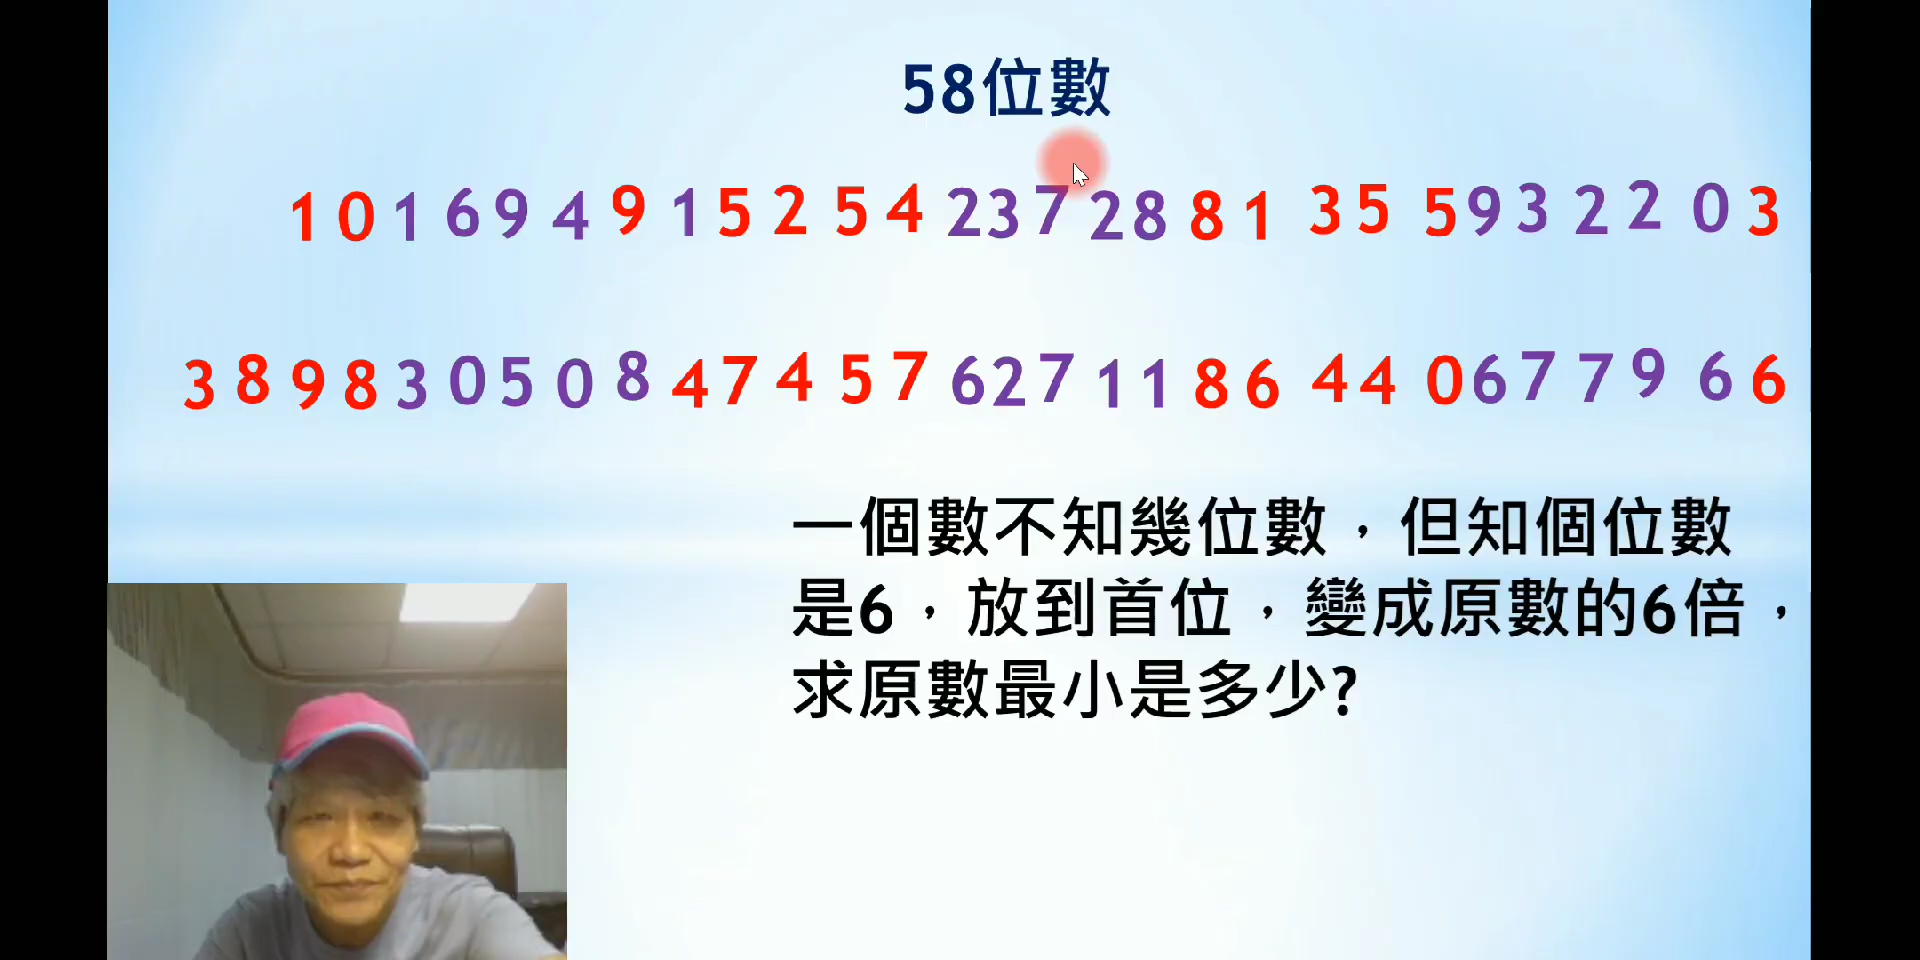 58位數
1 0 1 6 9 4 9 1 5 2 5 4 2 3 7 2 8 8 1 3 5 5 9 3 2 2 0 3
3 8 9 8 3 0 5 0 8 4 7 4 5 7 6 2 7 1 1 8 6 4 4 0 6 7 7 9 6 6
一個數不知幾位數，但知個位數
是6，放到首位，變成原數的6倍，
求原數最小是多少?